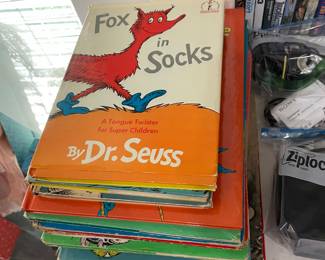 Fox
in
Socks
A Tongue Twister
for Super Children
By Dr. Seuss
Ziploc